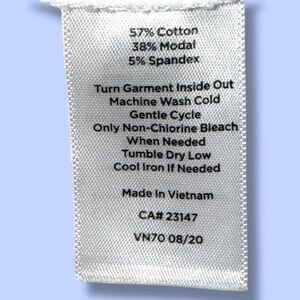 57% Cotton
38% Modal
5% Spandex
Turn Garment Inside Out
Machine Wash Cold
Gentle Cycle
Only Non-Chlorine Bleach
When Needed
Tumble Dry Low
Cool Iron If Needed
Made In Vietnam
CA# 23147
VN70 08/20